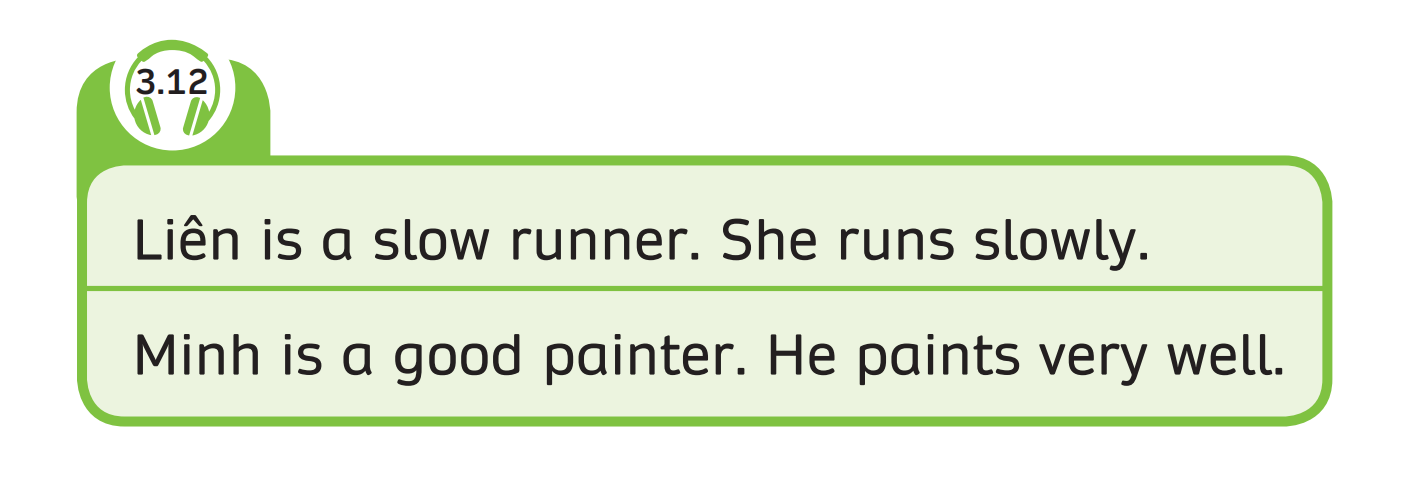 3.12
Liên is a slow runner. She runs slowly.
Minh is a good painter. He paints very well.